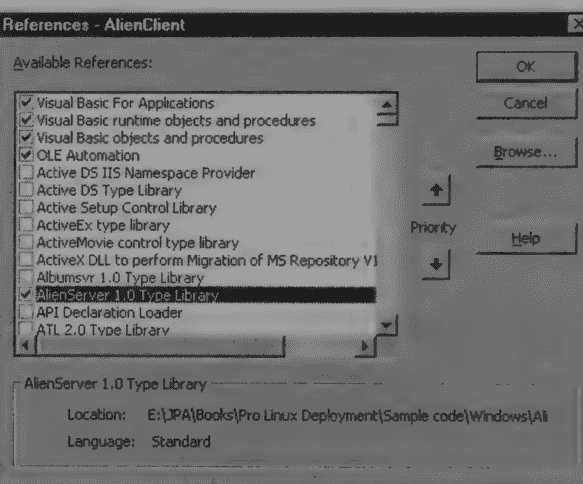 References - AlienClient
Available References:
OK
Visual Basic For Applications
Cancel
Visual Basic runtime objects and procedures
Visual Basic objects and procedures
Browse...
OLE Automation
Active DS IIS Namespace Provider
Active DS Type Library
Active Setup Control Library
ActiveEx type library
Priority
ActiveMovie control type library
Help
ActiveX DLL to perform Migration of MS Repository V1
Albumsvr 1.0 Type Library
AlienServer 1.0 Type Library
API Declaration Loader
ATL 2.0 Type Library
AlienServer 1.0 Type Library
Location: E:\JPA\Books\Pro Linux Deployment\Sample code\Windows\Ali
Language: Standard